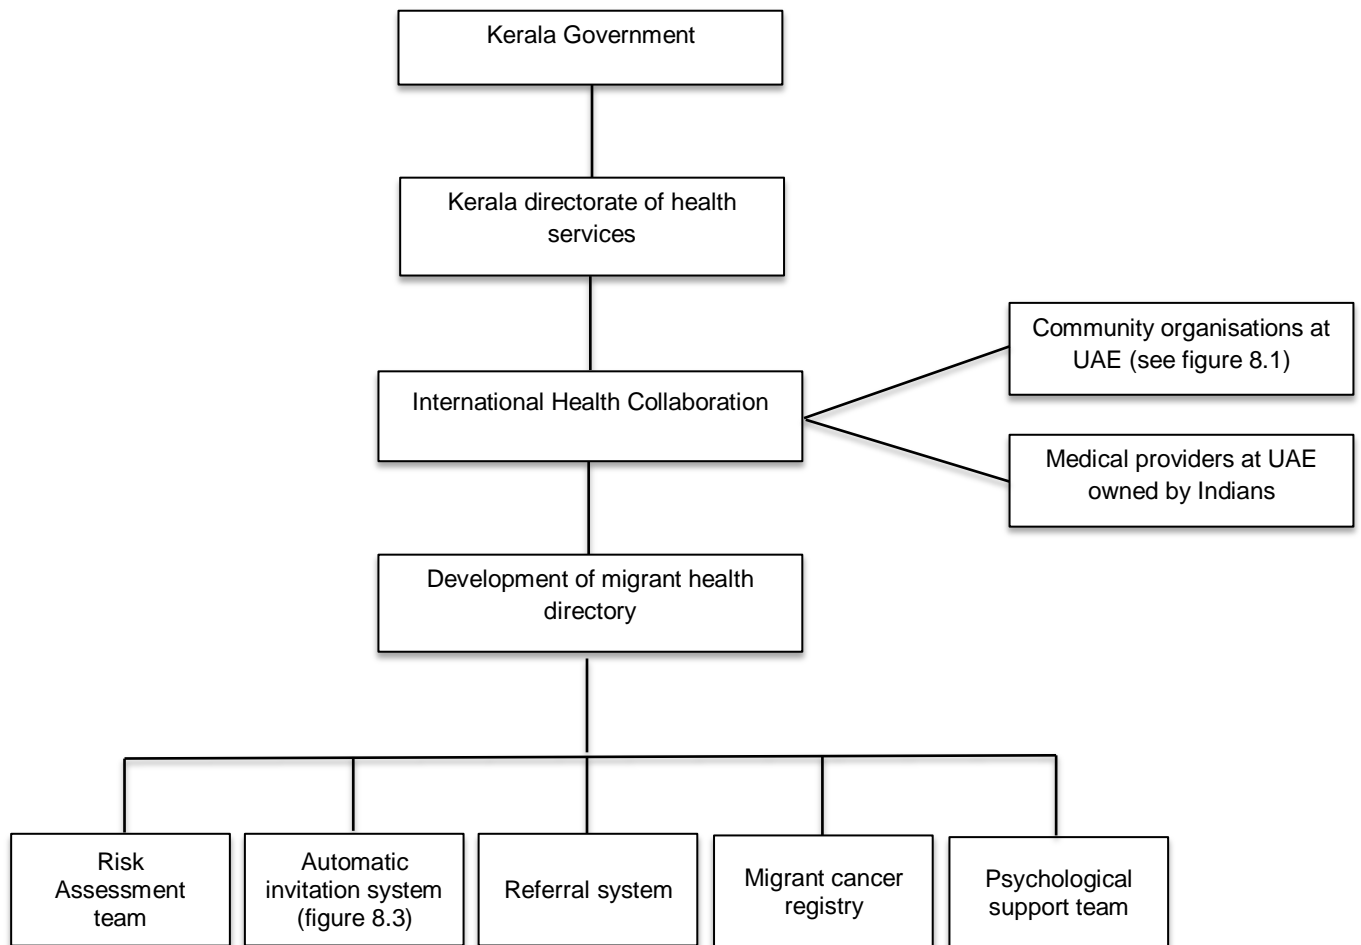 Kerala Government
Kerala directorate of health
services
International Health Collaboration
Community organisations at
UAE (see figure 8.1)
Medical providers at UAE
owned by Indians
Development of migrant health
directory
Risk
Assessment
team
Automatic
invitation system
(figure 8.3)
Referral system
Migrant cancer
registry
Psychological
support team